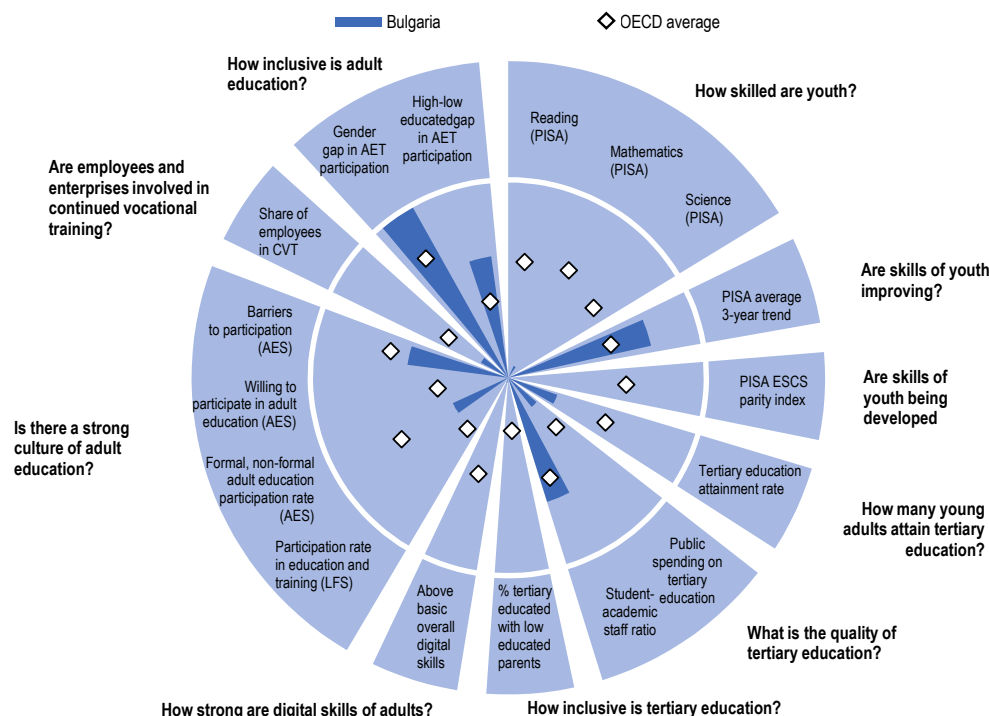 Bulgaria
OECD average
How inclusive is adult
education?
How skilled are youth?
High-low
educatedgap
in AET
participation
Gender
gap in AET
participation
Reading
(PISA)
Mathematics
(PISA)
Science
(PISA)
Are employees and
enterprises involved in
continued vocational
training?
Share of
employees
in CVT
Are skills of youth
improving?
PISA average
3-year trend
Barriers
to participation
(AES)
Willing to
participate in adult
education (AES)
Formal, non-formal
adult education
participation rate
(AES)
Participation rate
in education and
training (LFS)
Is there a strong
culture of adult
education?
PISA ESCS
parity index
Are skills of
youth being
developed
Tertiary education
attainment rate
How many young
adults attain tertiary
education?
Public
spending on
tertiary
education
Student-
academic
staff ratio
What is the quality of
tertiary education?
Above
basic
overall
digital
skills
% tertiary
educated
with low
educated
parents
How strong are digital skills of adults?
How inclusive is tertiary education?